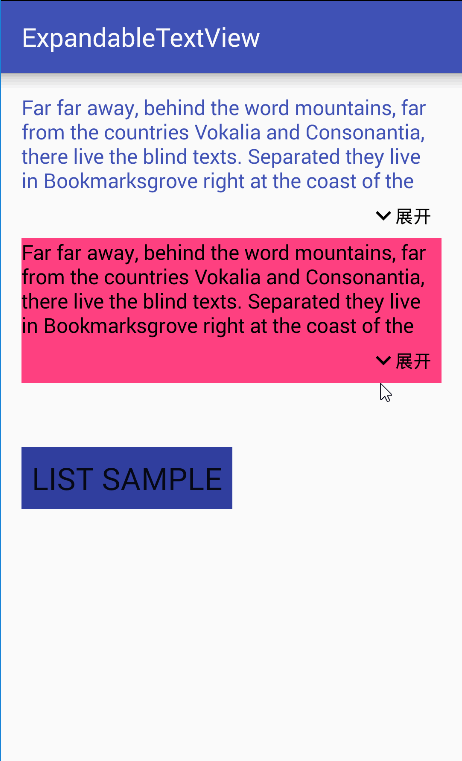 ExpandableTextView
Far far away, behind the word mountains, far
from the countries Vokalia and Consonantia,
there live the blind texts. Separated they live
in Bookmarksgrove right at the coast of the
展开
Far far away, behind the word mountains, far
from the countries Vokalia and Consonantia,
there live the blind texts. Separated they live
in Bookmarksgrove right at the coast of the
展开
LIST SAMPLE